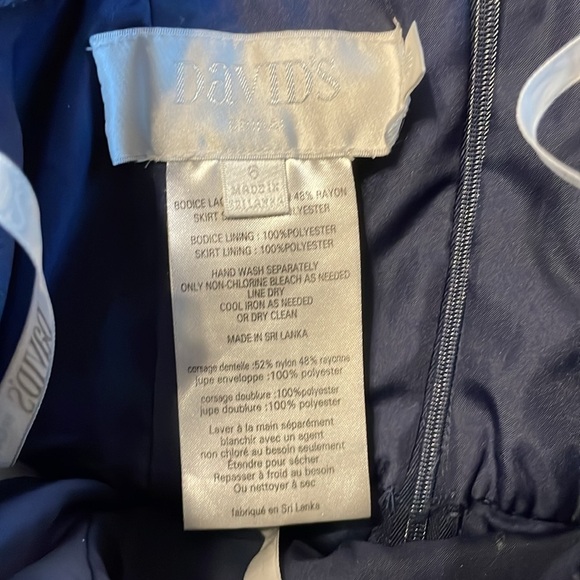 DAVID'S
6
MADE IN
SRI LANKA
BODICE LAC 48% RAYON
SKIRT S POLYESTER
BODICE LINING : 100%POLYESTER
SKIRT LINING : 100%POLYESTER
HAND WASH SEPARATELY
ONLY NON-CHLORINE BLEACH AS NEEDED
LINE DRY
COOL IRON AS NEEDED
OR DRY CLEAN
MADE IN SRI LANKA
corsage dentelle :52% nylon 48% rayonne
jupe enveloppe :100% polyester
corsage doublure :100%polyester
jupe doublure :100% polyester
Laver à la main séparément
blanchir avec un agent
non chloré au besoin seulement
Étendre pour sécher
Repasser à froid au besoin
Ou nettoyer à sec
fabriqué en Sri Lanka
DAVIDS